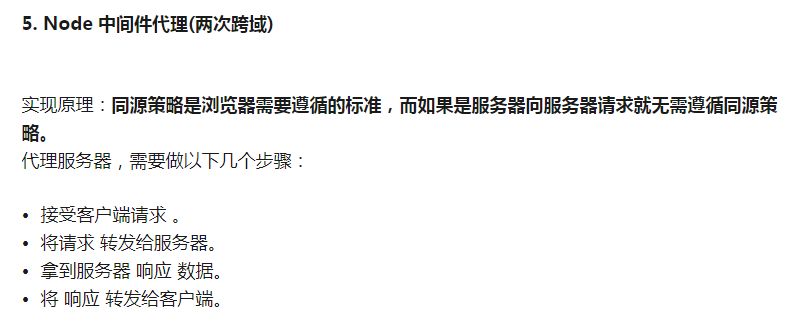 5. Node 中间件代理(两次跨域)
实现原理：同源策略是浏览器需要遵循的标准，而如果是服务器向服务器请求就无需遵循同源策
略。
代理服务器，需要做以下几个步骤：
• 接受客户端请求 。
• 将请求 转发给服务器。
• 拿到服务器 响应 数据。
• 将 响应 转发给客户端。